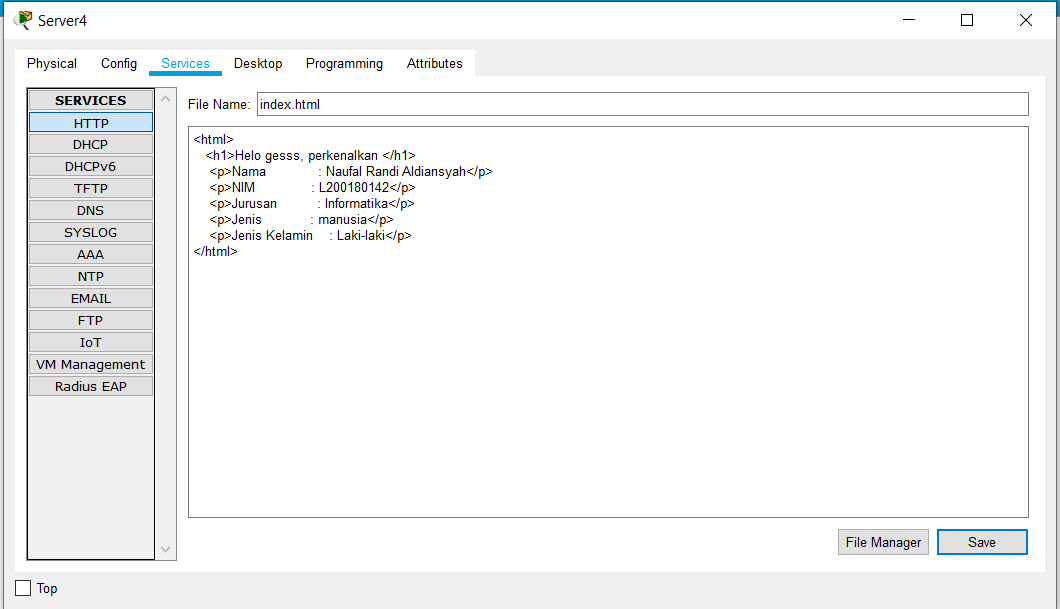 Server4
Physical Config Services Desktop Programming Attributes
SERVICES
HTTP
DHCP
DHCPv6
TFTP
DNS
SYSLOG
AAA
NTP
EMAIL
FTP
IoT
VM Management
Radius EAP
File Name: index.html
<html>
<h1>Helo gesss, perkenalkan </h1>
<p>Nama : Naufal Randi Aldiansyah</p>
<p>NIM : L200180142</p>
<p>Jurusan : Informatika</p>
<p>Jenis : manusia</p>
<p>Jenis Kelamin : Laki-laki</p>
</html>
File Manager Save
Top